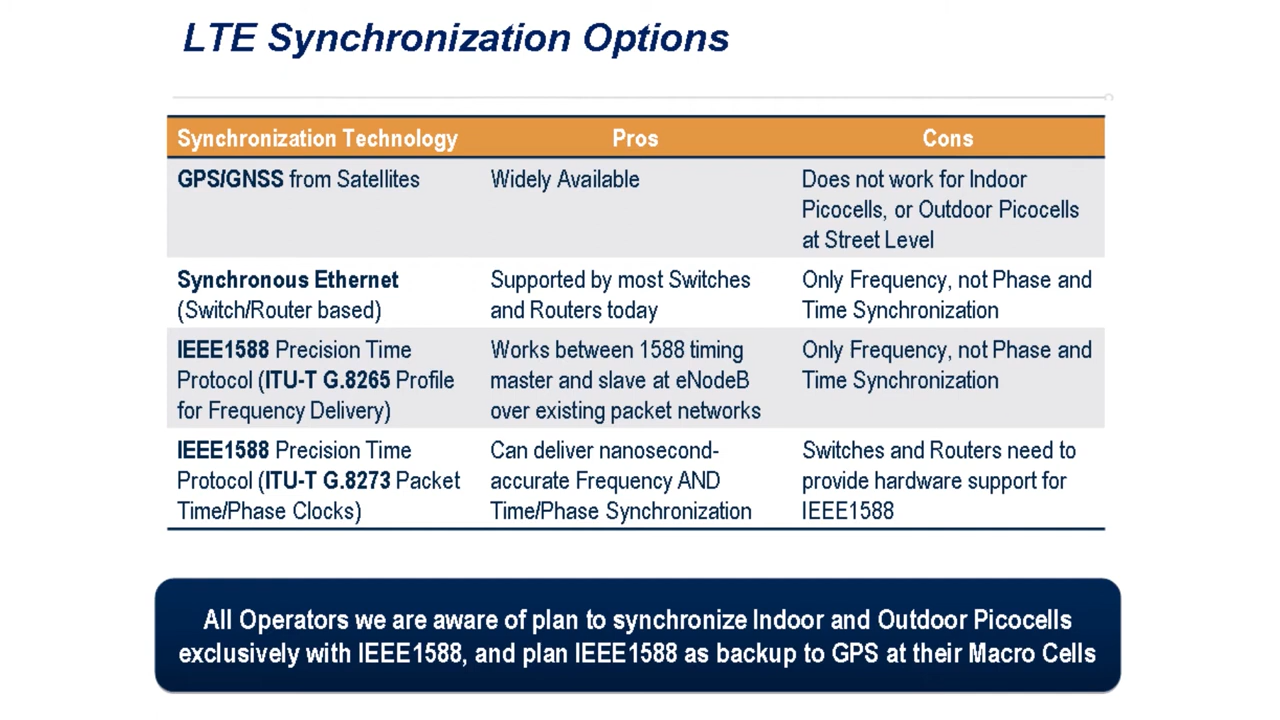 LTE Synchronization Options
Synchronization Technology Pros Cons
GPS/GNSS from Satellites Widely Available Does not work for Indoor
Picocells, or Outdoor Picocells
at Street Level
Synchronous Ethernet Supported by most Switches Only Frequency, not Phase and
(Switch/Router based) and Routers today Time Synchronization
IEEE1588 Precision Time Works between 1588 timing Only Frequency, not Phase and
Protocol (ITU-T G.8265 Profile master and slave at eNodeB Time Synchronization
for Frequency Delivery) over existing packet networks
IEEE1588 Precision Time Can deliver nanosecond- Switches and Routers need to
Protocol (ITU-T G.8273 Packet accurate Frequency AND provide hardware support for
Time/Phase Clocks) Time/Phase Synchronization IEEE1588
All Operators we are aware of plan to synchronize Indoor and Outdoor Picocells
exclusively with IEEE1588, and plan IEEE1588 as backup to GPS at their Macro Cells